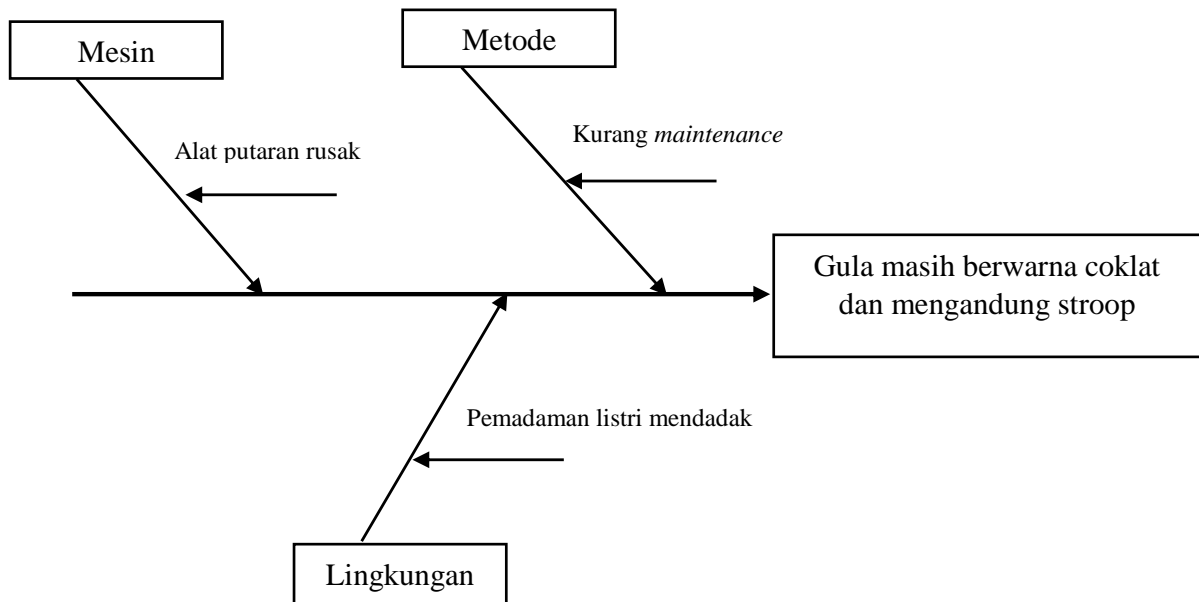 Mesin
Metode
Alat putaran rusak
Kurang maintenance
Gula masih berwarna coklat
dan mengandung stroop
Pemadaman listri mendadak
Lingkungan